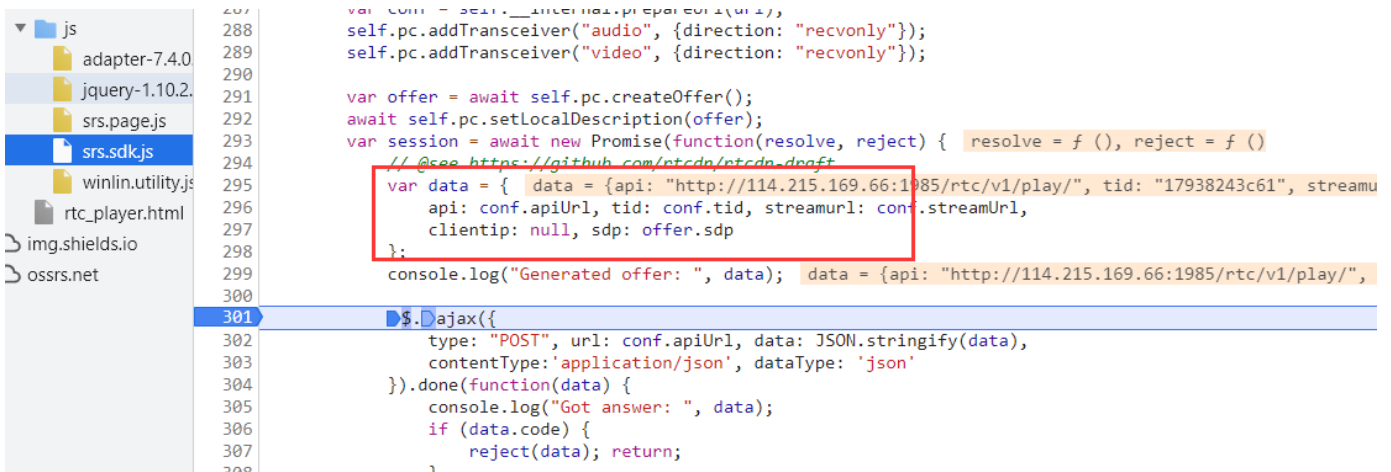 js
adapter-7.4.0.
jquery-1.10.2.
srs.page.js
srs.sdk.js
winlin.utility.js
rtc_player.html
img.shields.io
ossrs.net
287 var conf = self.__internal.prepareUrl(url);
288 self.pc.addTransceiver("audio", {direction: "recvonly"});
289 self.pc.addTransceiver("video", {direction: "recvonly"});
290
291 var offer = await self.pc.createOffer();
292 await self.pc.setLocalDescription(offer);
293 var session = await new Promise(function(resolve, reject) { resolve = ƒ (), reject = ƒ ()
294 // @see https://github.com/rtcdn/rtcdn-draft
295 var data = { data = {api: "http://114.215.169.66:1985/rtc/v1/play/", tid: "17938243c61", streamu
296 api: conf.apiUrl, tid: conf.tid, streamurl: conf.streamUrl,
297 clientip: null, sdp: offer.sdp
298 };
299 console.log("Generated offer: ", data); data = {api: "http://114.215.169.66:1985/rtc/v1/play/",
300
301 $.ajax({
302 type: "POST", url: conf.apiUrl, data: JSON.stringify(data),
303 contentType:'application/json', dataType: 'json'
304 }).done(function(data) {
305 console.log("Got answer: ", data);
306 if (data.code) {
307 reject(data); return;
308 }